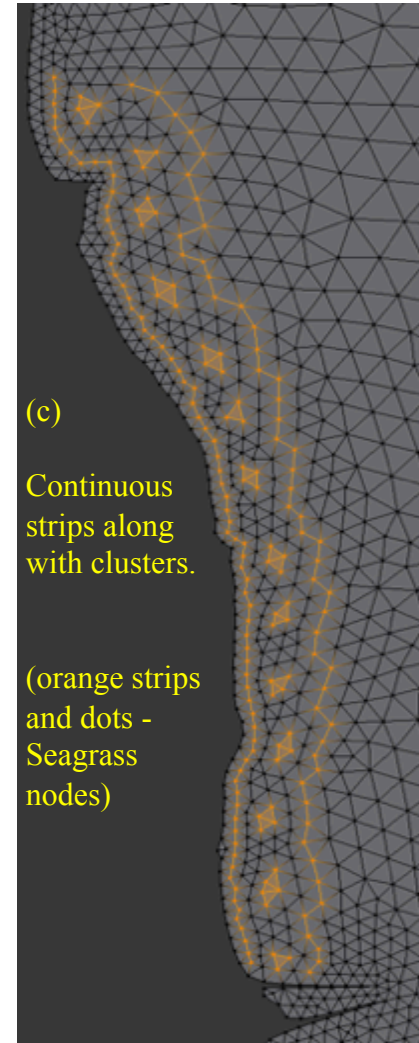 (c)
Continuous
strips along
with clusters.
(orange strips
and dots -
Seagrass
nodes)